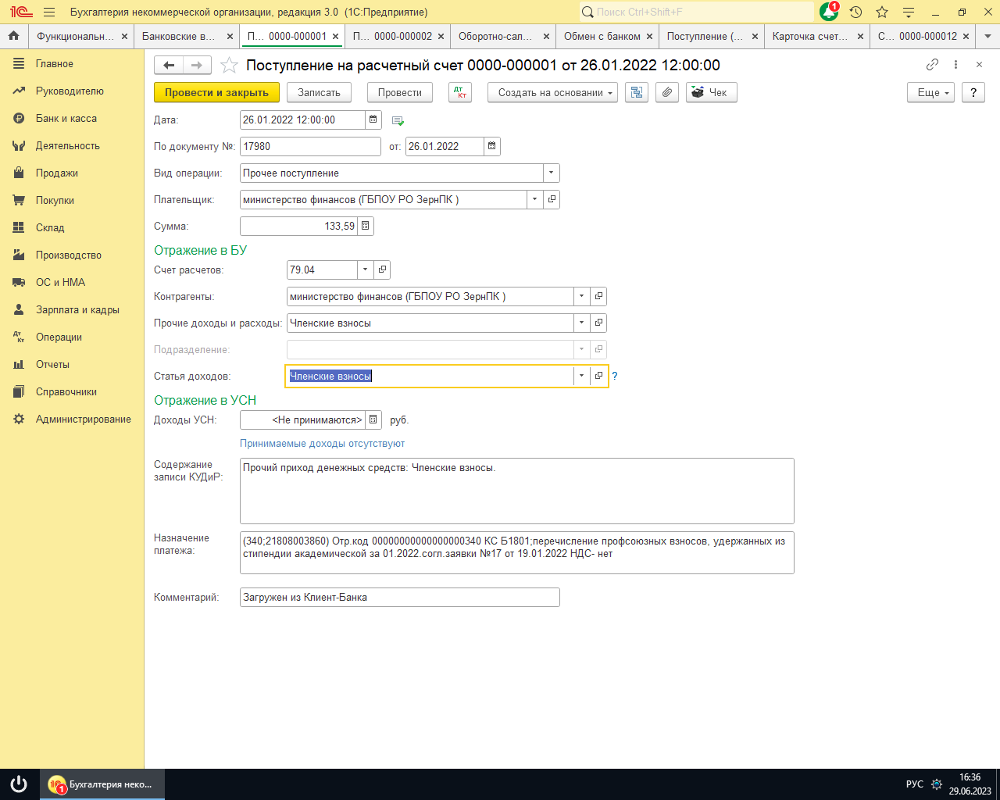 Бухгалтерия некоммерческой организации, редакция 3.0 (1С:Предприятие)
Поиск Ctrl+Shift+F
1
Функциональн...
Банковские в...
П... 0000-000001
П... 0000-000002
Оборотно-сал...
Обмен с банком
Поступление (...
Карточка счет...
С... 0000-000012
Главное
Руководителю
Банк и касса
Деятельность
Продажи
Покупки
Склад
Производство
ОС и НМА
Зарплата и кадры
Операции
Отчеты
Справочники
Администрирование
Поступление на расчетный счет 0000-000001 от 26.01.2022 12:00:00
Провести и закрыть
Записать
Провести
Дт Кт
Создать на основании
Чек
Еще
?
Дата: 26.01.2022 12:00:00
По документу №: 17980 от: 26.01.2022
Вид операции: Прочее поступление
Плательщик: министерство финансов (ГБПОУ РО ЗернПК )
Сумма: 133,59
Отражение в БУ
Счет расчетов: 79.04
Контрагенты: министерство финансов (ГБПОУ РО ЗернПК )
Прочие доходы и расходы: Членские взносы
Подразделение:
Статья доходов: Членские взносы ?
Отражение в УСН
Доходы УСН: <Не принимаются> руб.
Принимаемые доходы отсутствуют
Содержание
записи КУДиР:
Прочий приход денежных средств: Членские взносы.
Назначение
платежа:
(340;21808003860) Отр.код 00000000000000000340 КС Б1801;перечисление профсоюзных взносов, удержанных из
стипендии академической за 01.2022.согл.заявки №17 от 19.01.2022 НДС- нет
Комментарий: Загружен из Клиент-Банка
1С 1 Бухгалтерия неко...
РУС
16:36
29.06.2023